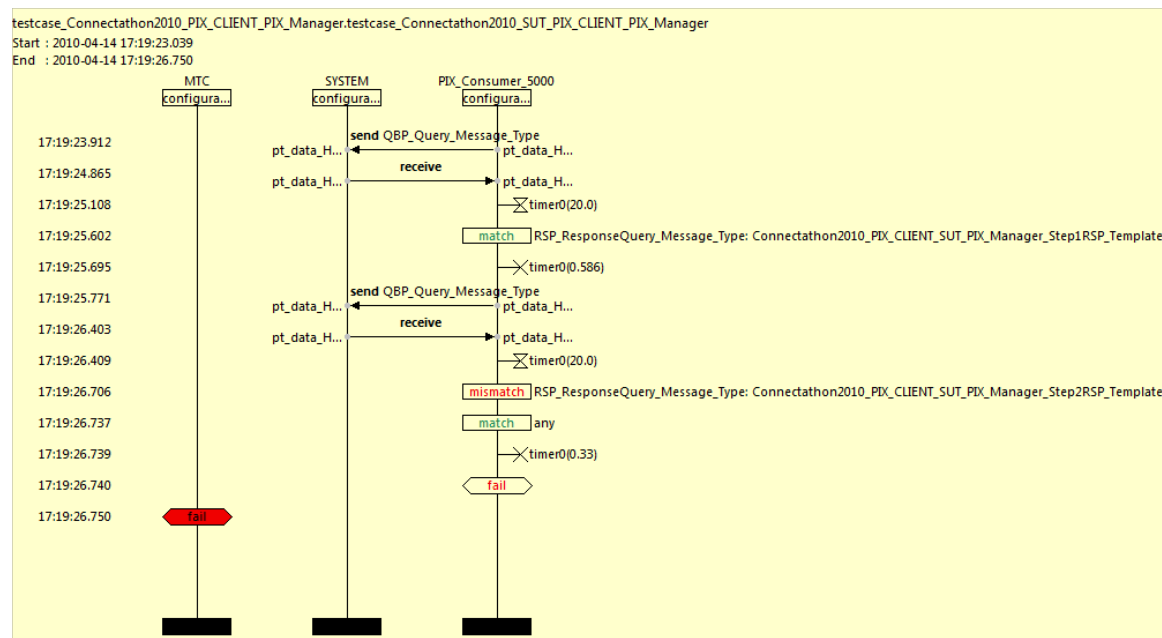 testcase_Connectathon2010_PIX_CLIENT_PIX_Manager.testcase_Connectathon2010_SUT_PIX_CLIENT_PIX_Manager
Start : 2010-04-14 17:19:23.039
End : 2010-04-14 17:19:26.750
MTC SYSTEM PIX_Consumer_5000
configura... configura... configura...
send QBP_Query_Message_Type
17:19:23.912 pt_data_H... pt_data_H...
receive
17:19:24.865 pt_data_H... pt_data_H...
17:19:25.108 timer0(20.0)
17:19:25.602 match RSP_ResponseQuery_Message_Type: Connectathon2010_PIX_CLIENT_SUT_PIX_Manager_Step1RSP_Template
17:19:25.695 timer0(0.586)
send QBP_Query_Message_Type
17:19:25.771 pt_data_H... pt_data_H...
receive
17:19:26.403 pt_data_H... pt_data_H...
17:19:26.409 timer0(20.0)
17:19:26.706 mismatch RSP_ResponseQuery_Message_Type: Connectathon2010_PIX_CLIENT_SUT_PIX_Manager_Step2RSP_Template
17:19:26.737 match any
17:19:26.739 timer0(0.33)
17:19:26.740 fail
17:19:26.750 fail